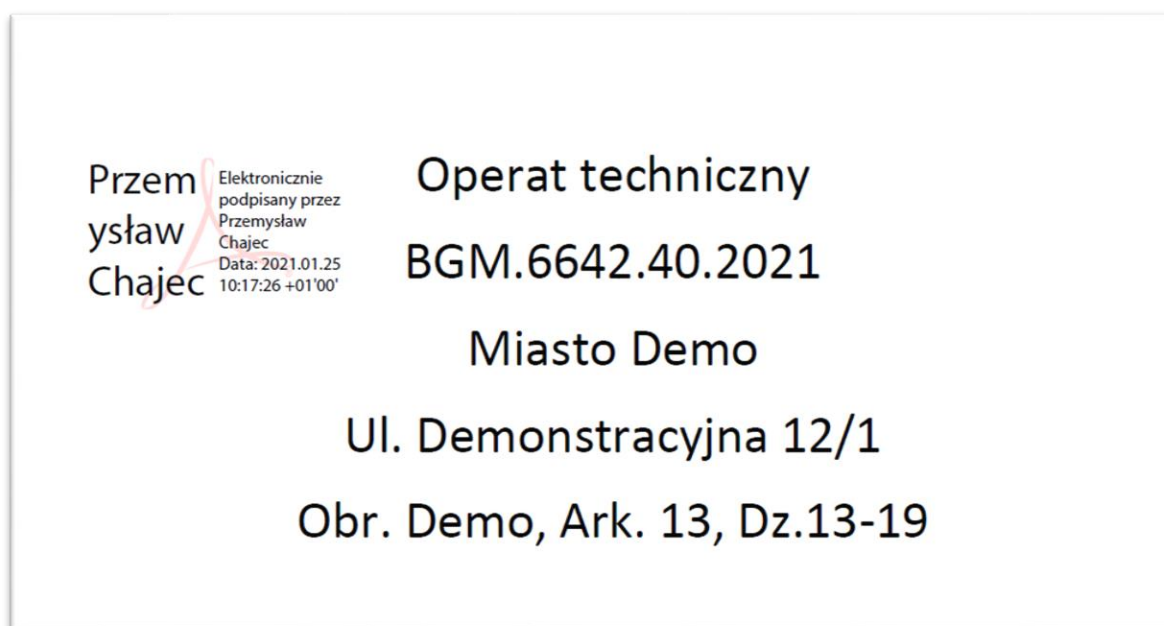 Przem
ysław
Chajec
Elektronicznie
podpisany przez
Przemysław
Chajec
Data: 2021.01.25
10:17:26 +01'00'
Operat techniczny
BGM.6642.40.2021
Miasto Demo
Ul. Demonstracyjna 12/1
Obr. Demo, Ark. 13, Dz.13-19